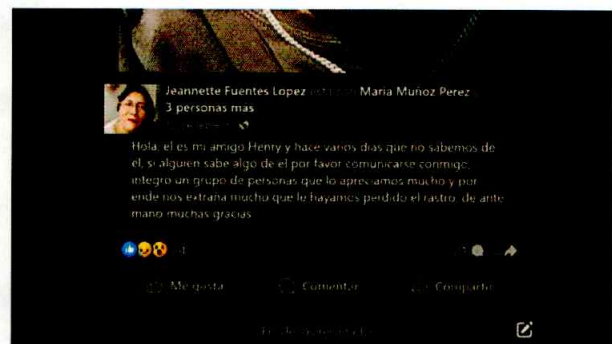 Jeannette Fuentes Lopez está con Maria Muñoz Perez
3 personas mas
Hola, el es mi amigo Henry y hace varios dias que no sabemos de
el, si alguien sabe algo de el por favor comunicarse conmigo,
integro un grupo de personas que lo apreciamos mucho y por
ende nos extraña mucho que le hayamos perdido el rastro, de ante
mano muchas gracias
Me gusta Comentar Compartir